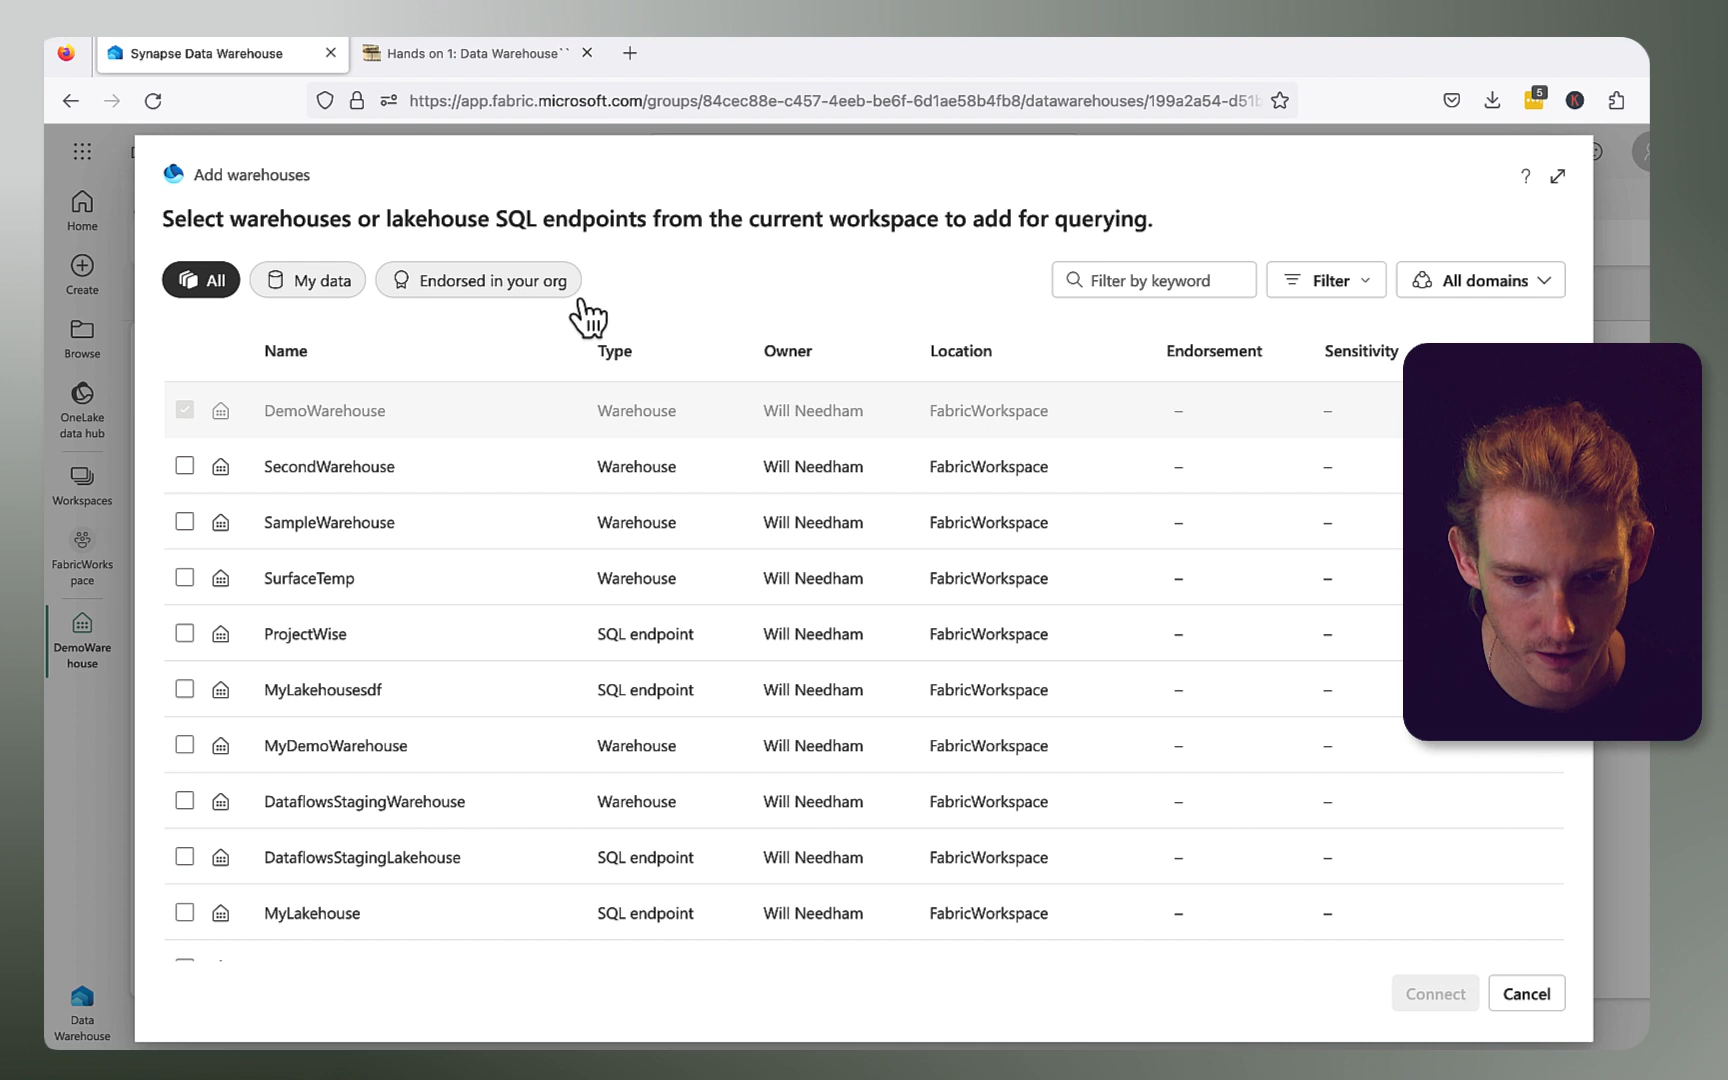 Synapse Data Warehouse
Hands on 1: Data Warehouse``
https://app.fabric.microsoft.com/groups/84cec88e-c457-4eeb-be6f-6d1ae58b4fb8/datawarehouses/199a2a54-d51b
5
K
Home
Create
Browse
OneLake
data hub
Workspaces
FabricWorks
pace
DemoWare
house
Data
Warehouse
Add warehouses
?
Select warehouses or lakehouse SQL endpoints from the current workspace to add for querying.
All My data Endorsed in your org Filter by keyword Filter All domains
Name Type Owner Location Endorsement Sensitivity
DemoWarehouse Warehouse Will Needham FabricWorkspace – –
SecondWarehouse Warehouse Will Needham FabricWorkspace – –
SampleWarehouse Warehouse Will Needham FabricWorkspace – –
SurfaceTemp Warehouse Will Needham FabricWorkspace – –
ProjectWise SQL endpoint Will Needham FabricWorkspace – –
MyLakehousesdf SQL endpoint Will Needham FabricWorkspace – –
MyDemoWarehouse Warehouse Will Needham FabricWorkspace – –
DataflowsStagingWarehouse Warehouse Will Needham FabricWorkspace – –
DataflowsStagingLakehouse SQL endpoint Will Needham FabricWorkspace – –
MyLakehouse SQL endpoint Will Needham FabricWorkspace – –
Connect Cancel